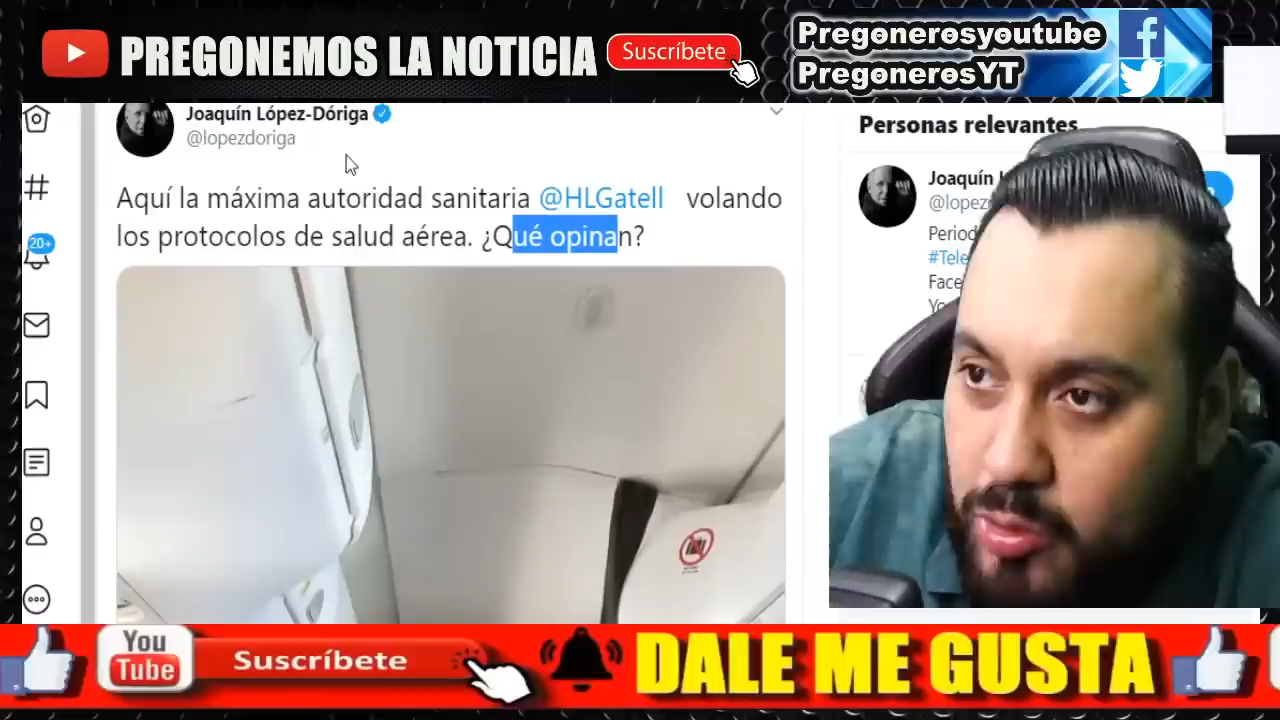 PREGONEMOS LA NOTICIA
Suscríbete
Pregonerosyoutube
PregonerosYT
Joaquín López-Dóriga
@lopezdoriga
Aquí la máxima autoridad sanitaria @HLGatell volando
los protocolos de salud aérea. ¿Qué opinan?
20+
Personas relevantes
Joaquín
@lopez
Period
#Tele
Face
You
Tube
Suscríbete
DALE ME GUSTA